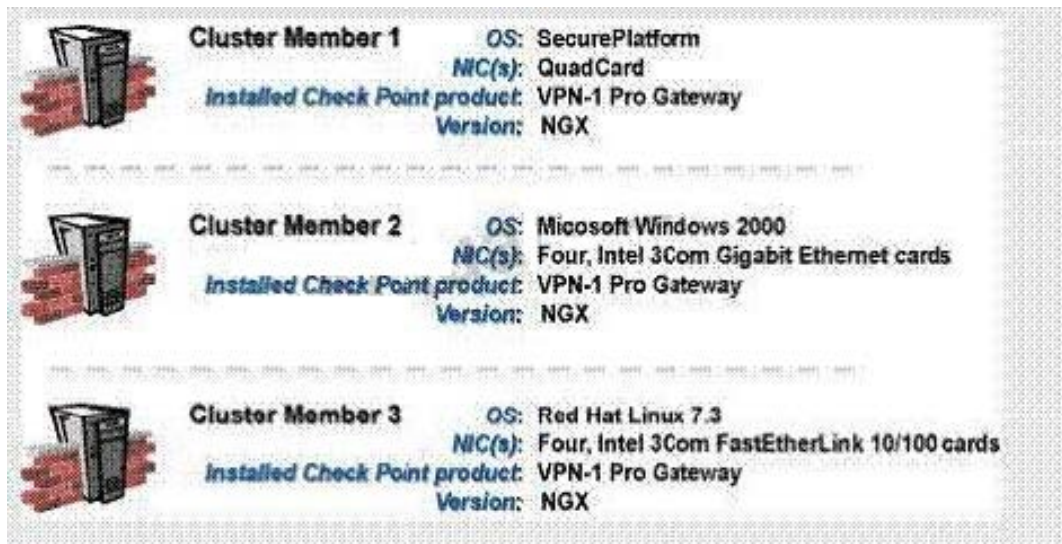 Cluster Member 1 OS: SecurePlatform
NIC(s): QuadCard
Installed Check Point product: VPN-1 Pro Gateway
Version: NGX
Cluster Member 2 OS: Micosoft Windows 2000
NIC(s): Four, Intel 3Com Gigabit Ethernet cards
Installed Check Point product: VPN-1 Pro Gateway
Version: NGX
Cluster Member 3 OS: Red Hat Linux 7.3
NIC(s): Four, Intel 3Com FastEtherLink 10/100 cards
Installed Check Point product: VPN-1 Pro Gateway
Version: NGX